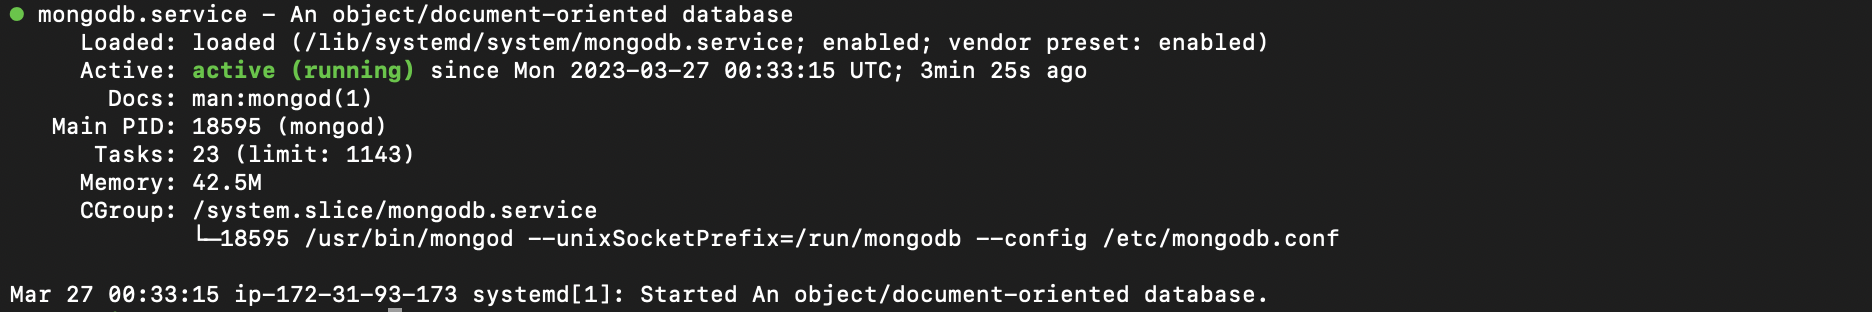 ● mongodb.service - An object/document-oriented database
Loaded: loaded (/lib/systemd/system/mongodb.service; enabled; vendor preset: enabled)
Active: active (running) since Mon 2023-03-27 00:33:15 UTC; 3min 25s ago
Docs: man:mongod(1)
Main PID: 18595 (mongod)
Tasks: 23 (limit: 1143)
Memory: 42.5M
CGroup: /system.slice/mongodb.service
└─18595 /usr/bin/mongod --unixSocketPrefix=/run/mongodb --config /etc/mongodb.conf
Mar 27 00:33:15 ip-172-31-93-173 systemd[1]: Started An object/document-oriented database.